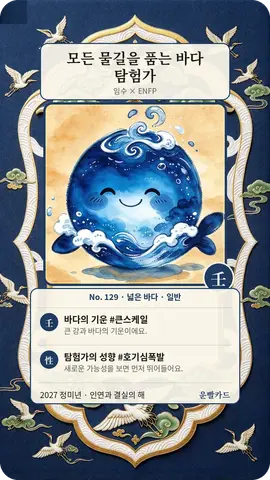 모든 물길을 품는 바다
탐험가
임수 × ENFP
壬
No. 129 · 넓은 바다 · 일반
壬
바다의 기운 #큰스케일
큰 강과 바다의 기운이에요.
性
탐험가의 성향 #호기심폭발
새로운 가능성을 보면 먼저 뛰어들어요.
2027 정미년 · 인연과 결실의 해
운빨카드